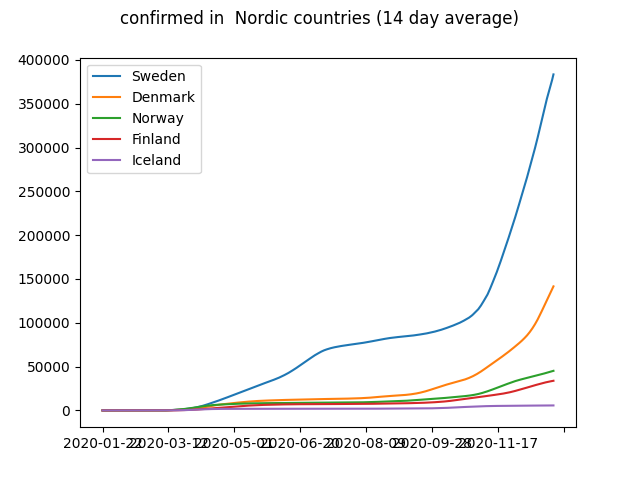 confirmed in  Nordic countries (14 day average)
400000
350000
300000
250000
200000
150000
100000
50000
0
Sweden
Denmark
Norway
Finland
Iceland
2020-01-22 2020-03-12 2020-05-01 2020-06-20 2020-08-09 2020-09-28 2020-11-17